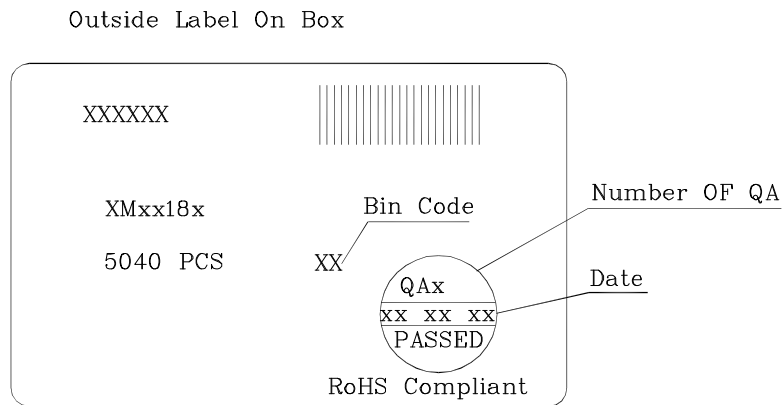 Outside Label On Box
XXXXXX
Number OF QA
XMxx18x
Bin Code
5040 PCS
XX
Date
QAx
xx xx xx
PASSED
RoHS Compliant